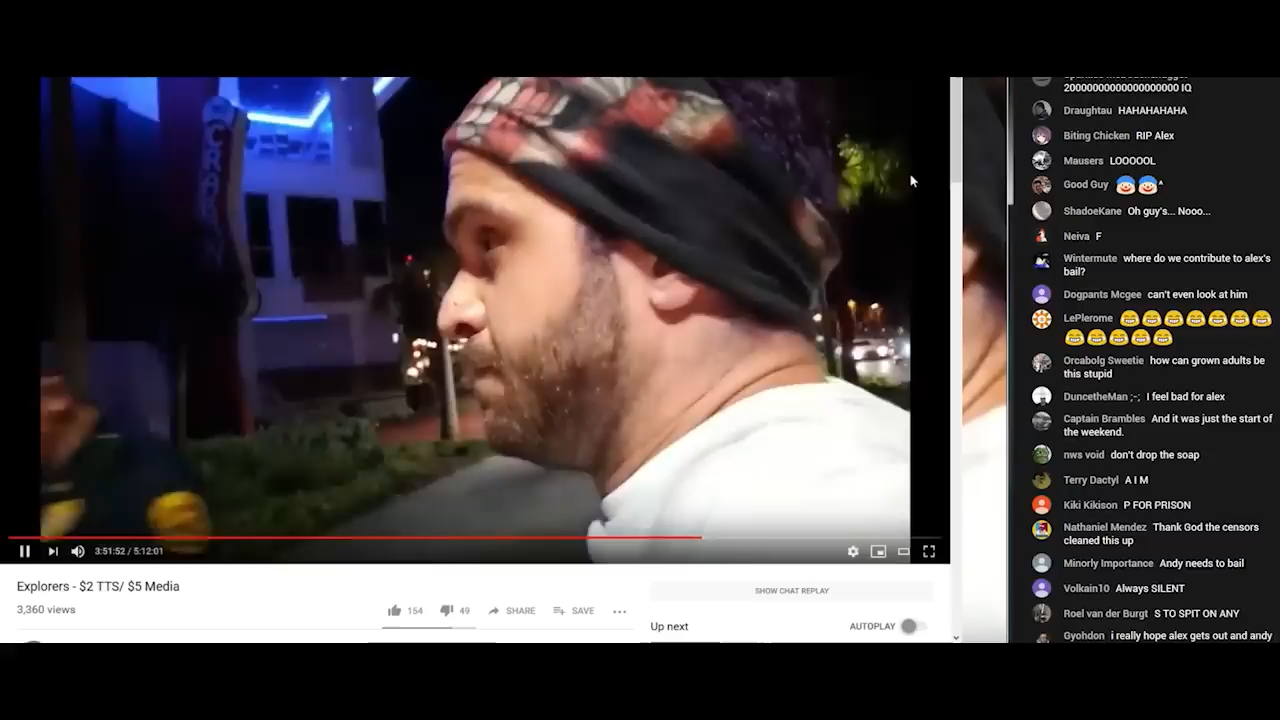 20000000000000000000 IQ
Draughtau HAHAHAHAHA
Biting Chicken RIP Alex
Mausers LOOOOOL
Good Guy
ShadoeKane Oh guy's... Nooo...
Neiva F
Wintermute where do we contribute to alex's
bail?
Dogpants Mcgee can't even look at him
LePlerome
Orcabolg Sweetie how can grown adults be
this stupid
DuncetheMan ;-; I feel bad for alex
Captain Brambles And it was just the start of
the weekend.
nws void don't drop the soap
Terry Dactyl A I M
Kiki Kikison P FOR PRISON
Nathaniel Mendez Thank God the censors
cleaned this up
Minorly Importance Andy needs to bail
Volkain10 Always SILENT
Roel van der Burgt S TO SPIT ON ANY
Gyohdon i really hope alex gets out and andy
3:51:52 / 5:12:01
Explorers - $2 TTS/ $5 Media
3,360 views
154
49
SHARE
SAVE
SHOW CHAT REPLAY
Up next
AUTOPLAY